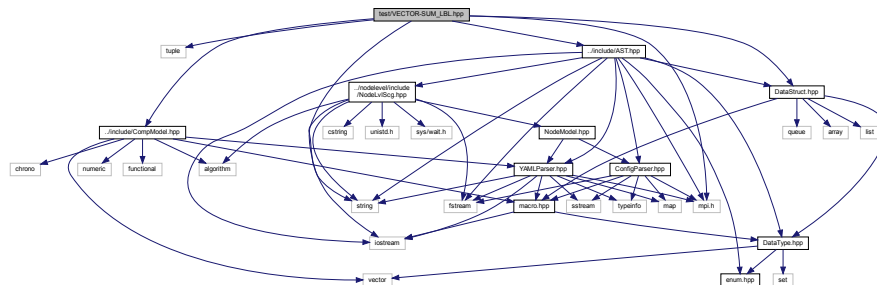 test/VECTOR-SUM_LBL.hpp
tuple
../include/AST.hpp
../nodelevel/include
/NodeLvlScg.hpp
DataStruct.hpp
../include/CompModel.hpp
cstring
unistd.h
sys/wait.h
NodeModel.hpp
queue
array
list
chrono
numeric
functional
algorithm
YAMLParser.hpp
ConfigParser.hpp
string
fstream
macro.hpp
sstream
typeinfo
map
mpi.h
iostream
DataType.hpp
vector
enum.hpp
set